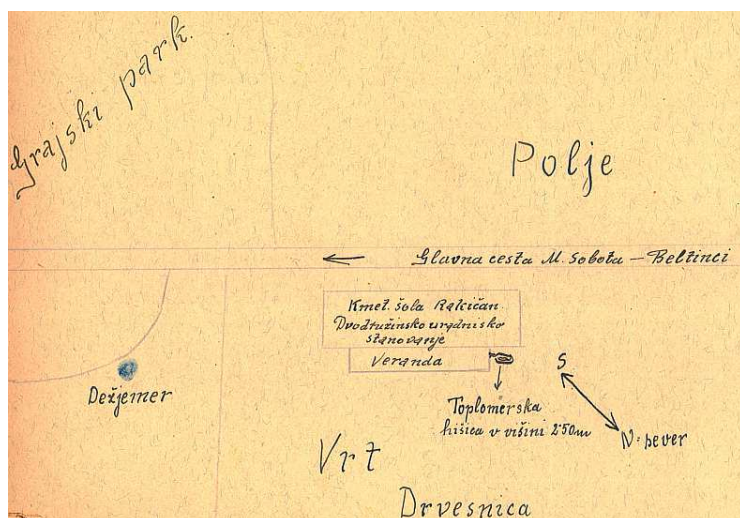 Grajski park.
Polje
Glavna cesta M. Sobota – Beltinci
Kmet. šola Rakičan
Dvodružinsko uradnisko
stanovanje
Veranda
S
Dežjemer
Toplomerska
hišica v višini 2.50m
N = sever
Vrt
Drvesnica